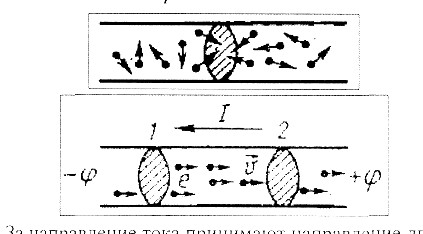 I
1 2
−φ e v̄ +φ
За направление тока принимают направление